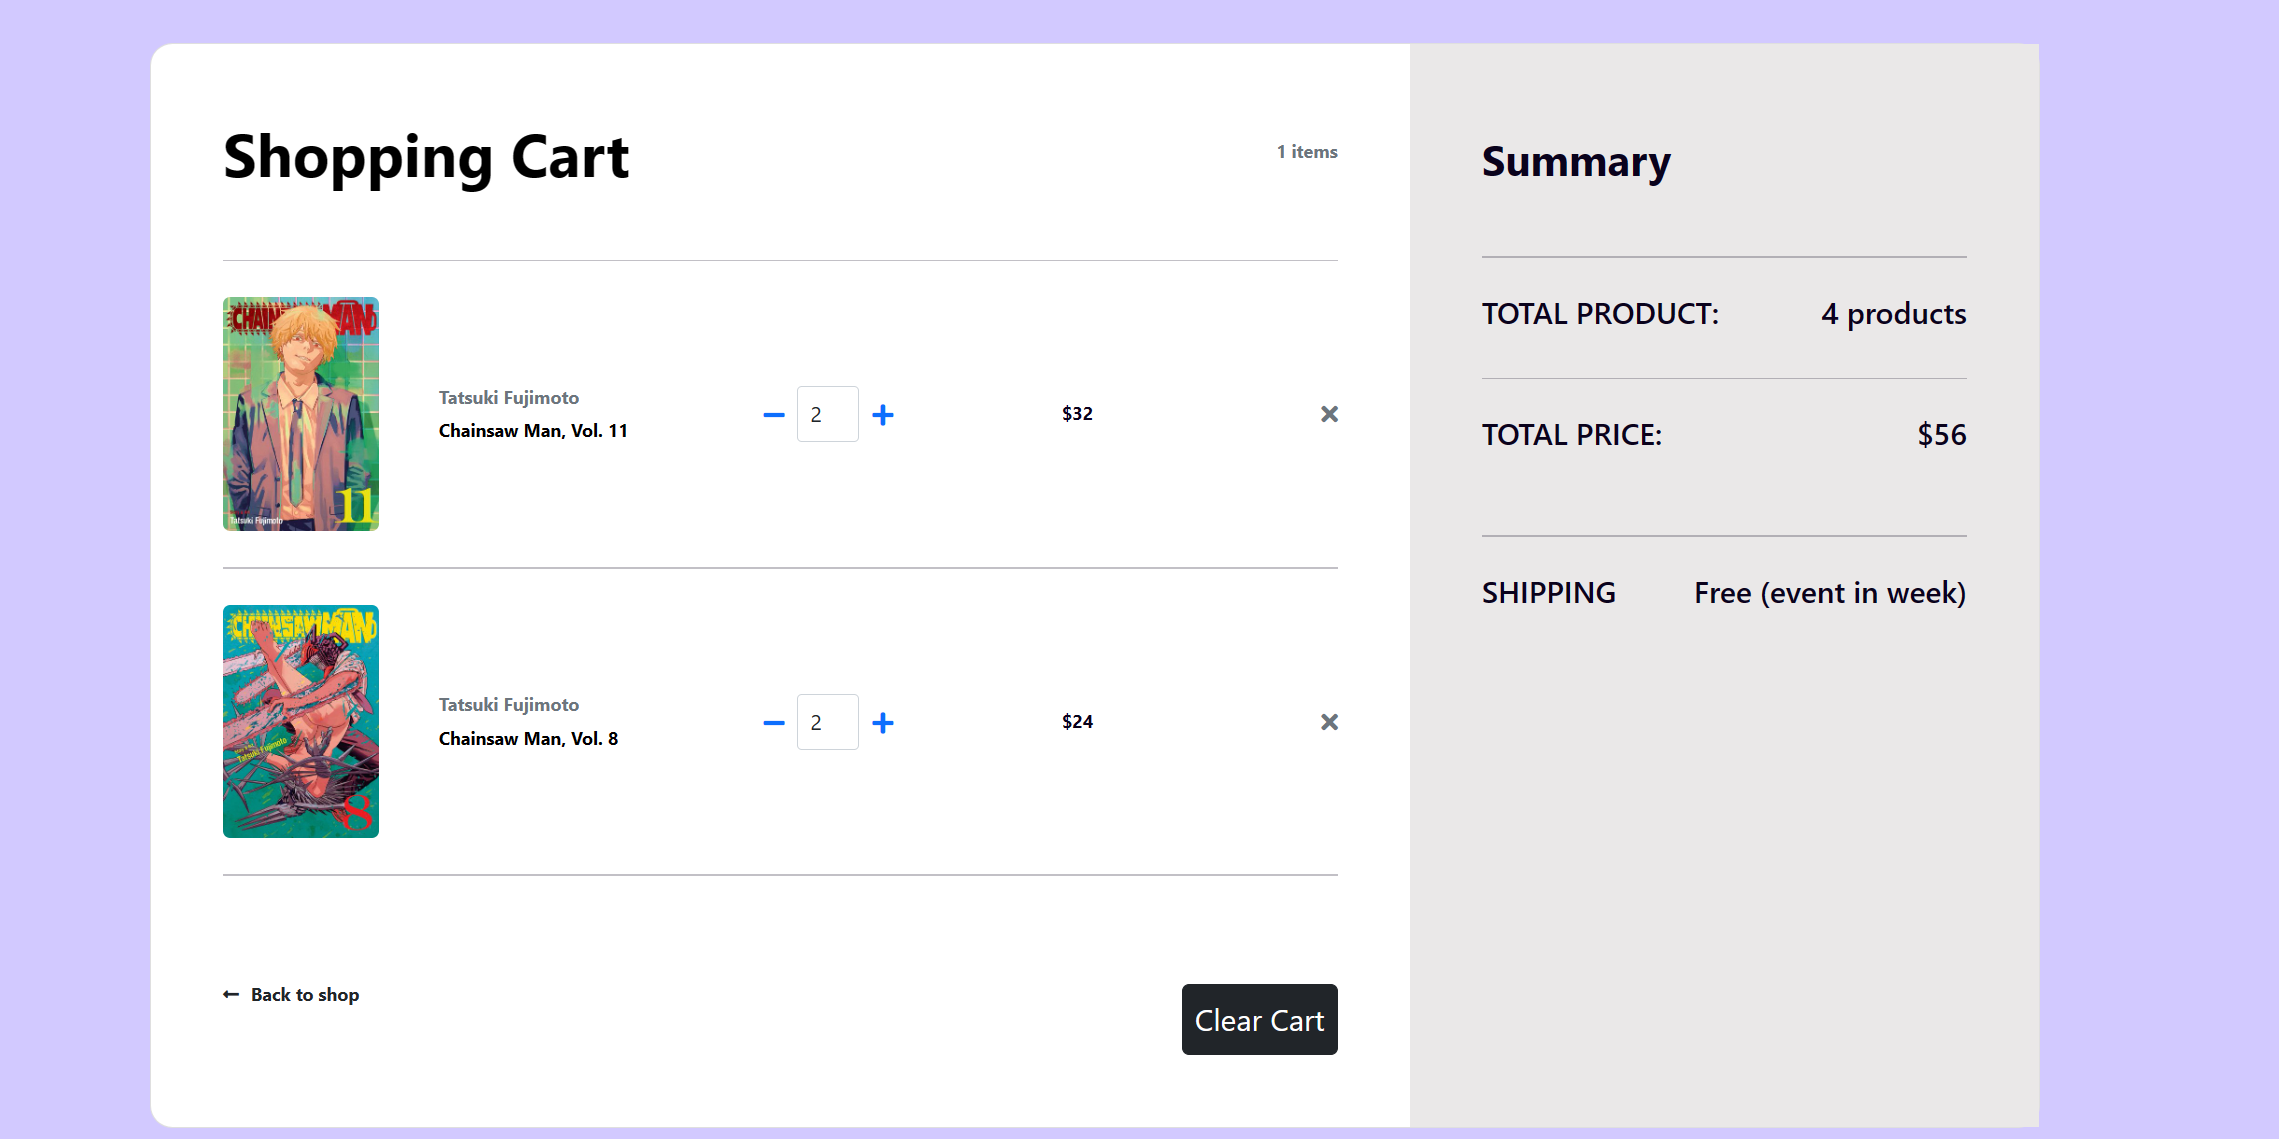 Shopping Cart
1 items
CHAINSAW MAN
11
Tatsuki Fujimoto
Tatsuki Fujimoto
Chainsaw Man, Vol. 11
2
$32
CHAINSAW MAN
Tatsuki Fujimoto
8
Tatsuki Fujimoto
Chainsaw Man, Vol. 8
2
$24
Back to shop
Clear Cart
Summary
TOTAL PRODUCT: 4 products
TOTAL PRICE: $56
SHIPPING Free (event in week)